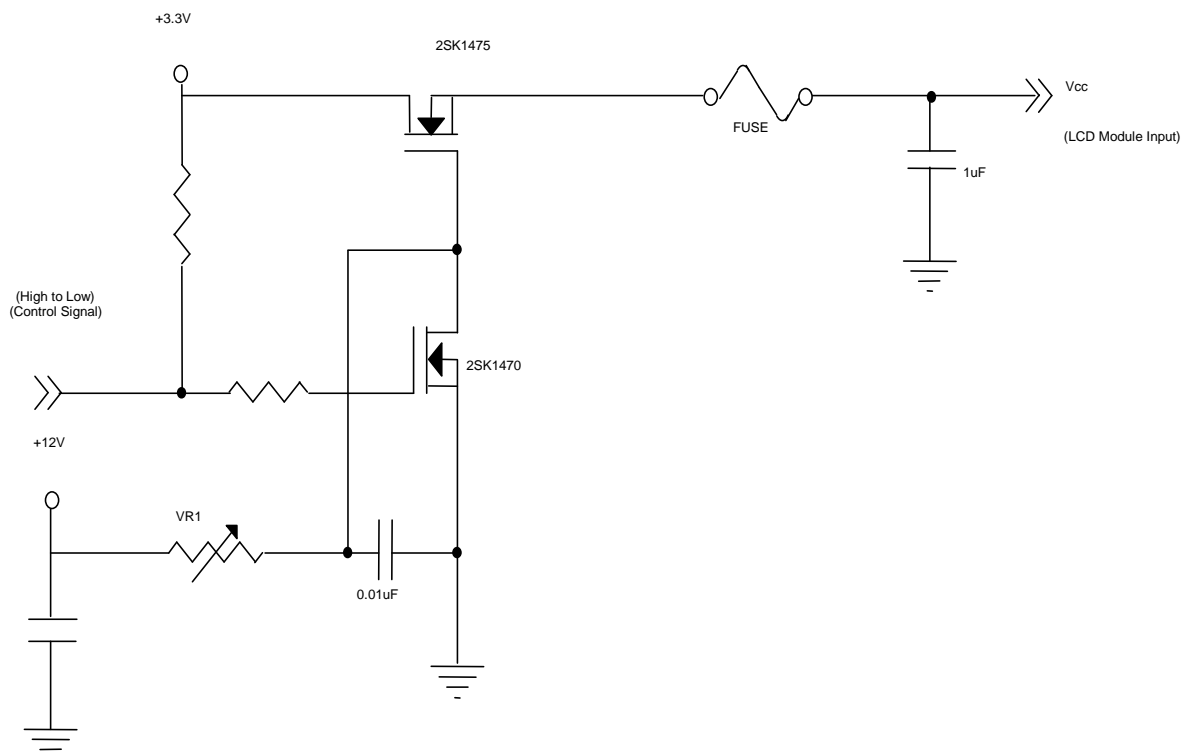 +3.3V
2SK1475
Vcc
FUSE
(LCD Module Input)
1uF
(High to Low)
(Control Signal)
2SK1470
+12V
VR1
0.01uF